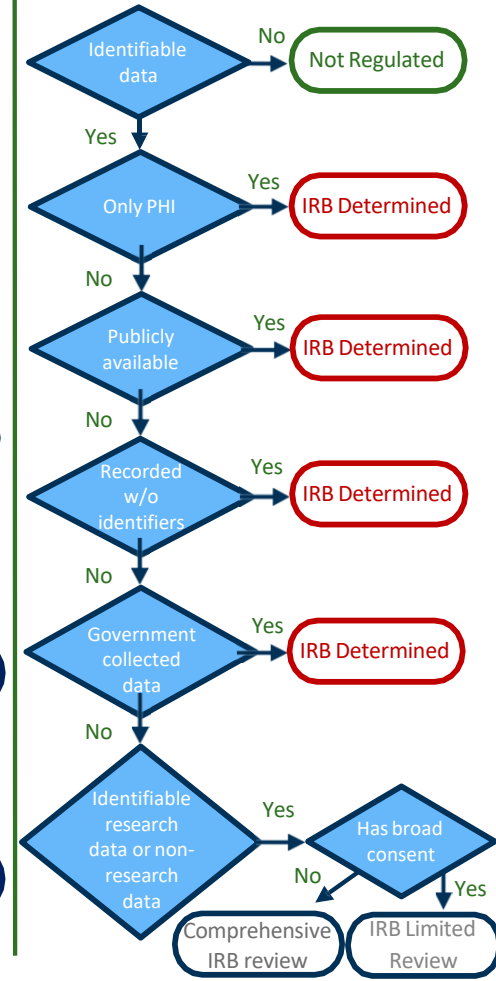 Identifiable
data
No
Not Regulated
Yes
Only PHI
Yes
IRB Determined
No
Publicly
available
Yes
IRB Determined
No
Recorded
w/o
identifiers
Yes
IRB Determined
No
Government
collected
data
Yes
IRB Determined
No
Identifiable
research
data or non-
research
data
Yes
Has broad
consent
No
Yes
Comprehensive
IRB review
IRB Limited
Review